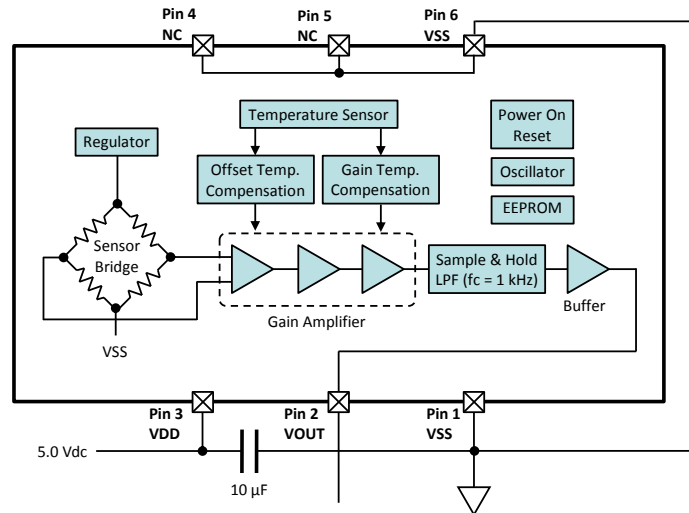 Pin 4
NC
Pin 5
NC
Pin 6
VSS
Temperature Sensor
Power On
Reset
Regulator
Offset Temp.
Compensation
Gain Temp.
Compensation
Oscillator
EEPROM
Sensor
Bridge
Sample & Hold
LPF (fc = 1 kHz)
Buffer
Gain Amplifier
VSS
Pin 3
VDD
Pin 2
VOUT
Pin 1
VSS
5.0 Vdc
10 µF